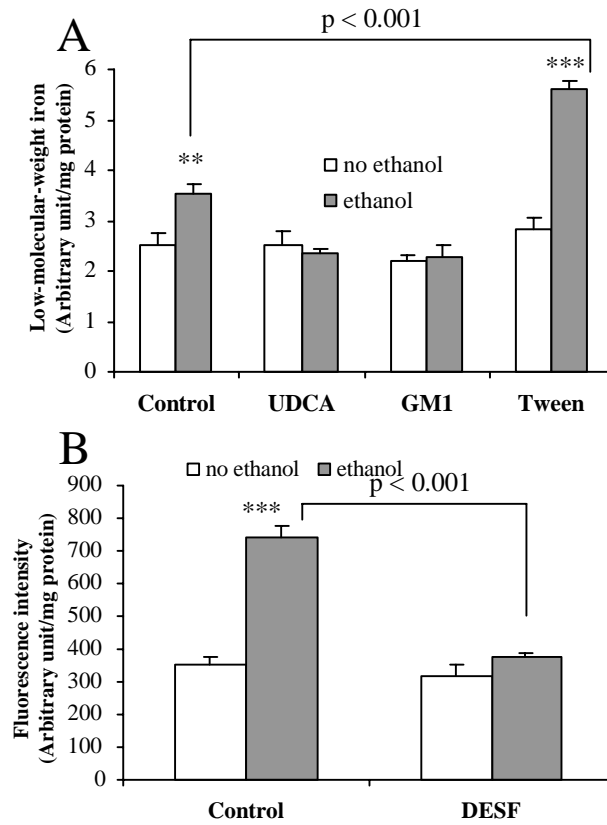 A
p < 0.001
Low-molecular-weight iron
(Arbitrary unit/mg protein)
6
5
4
3
2
1
0
**
***
no ethanol
ethanol
Control UDCA GM1 Tween
B
no ethanol ethanol
p < 0.001
***
Fluorescence intensity
(Arbitrary unit/mg protein)
900
800
700
600
500
400
300
200
100
0
Control DESF